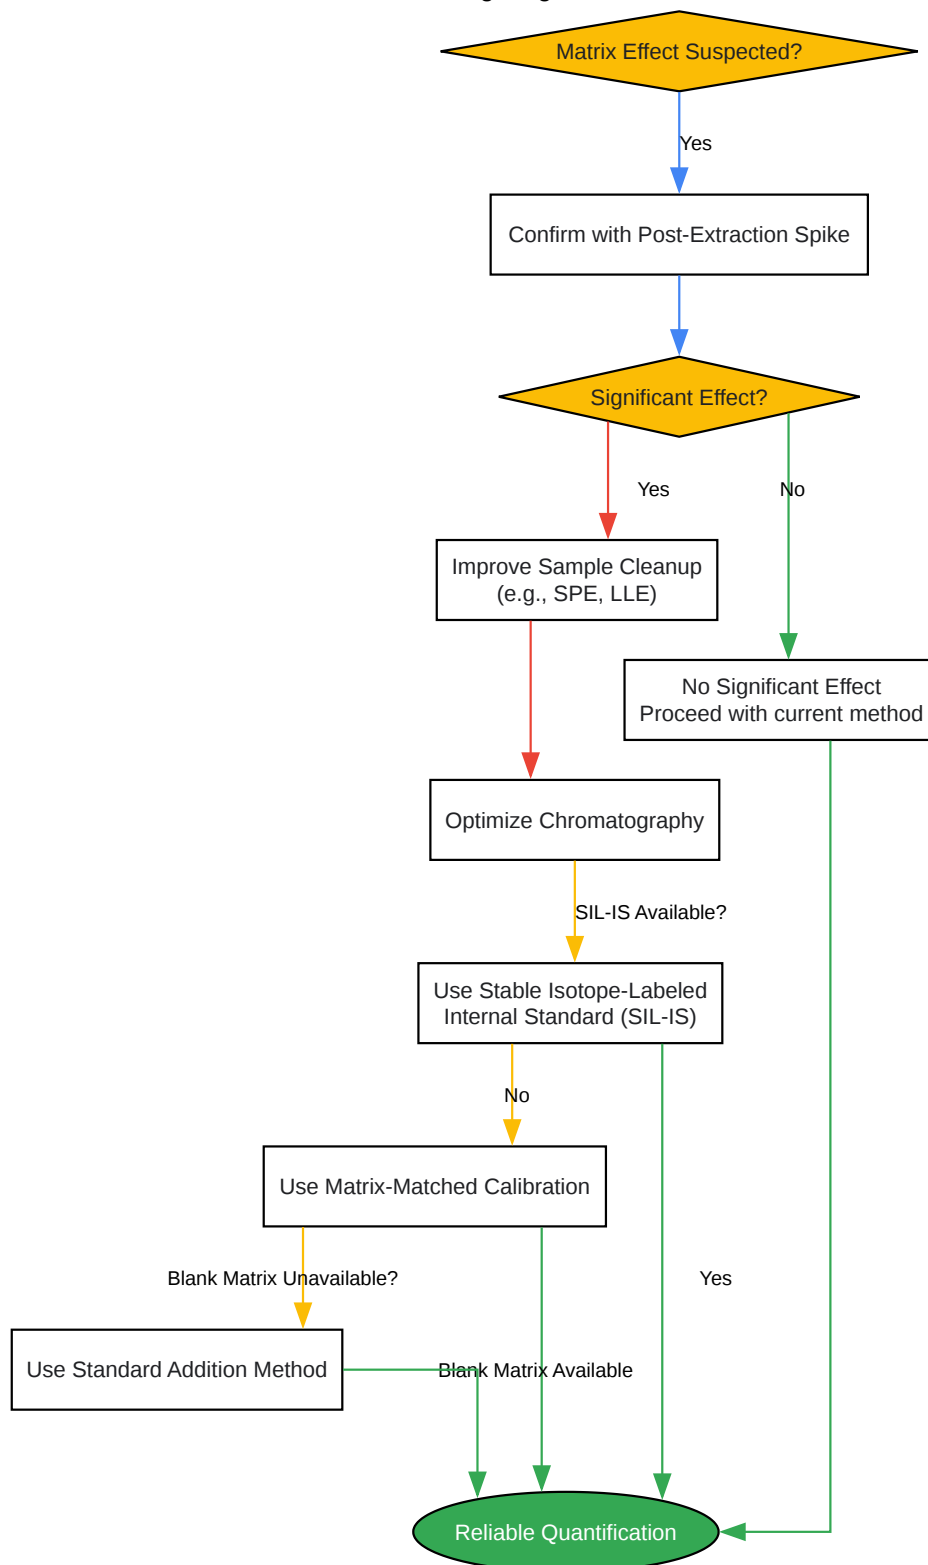 Matrix Effect Suspected?
Yes
Confirm with Post-Extraction Spike
Significant Effect?
Yes
No
Improve Sample Cleanup
(e.g., SPE, LLE)
No Significant Effect
Proceed with current method
Optimize Chromatography
SIL-IS Available?
Use Stable Isotope-Labeled
Internal Standard (SIL-IS)
No
Use Matrix-Matched Calibration
Blank Matrix Unavailable?
Yes
Use Standard Addition Method
Blank Matrix Available
Reliable Quantification